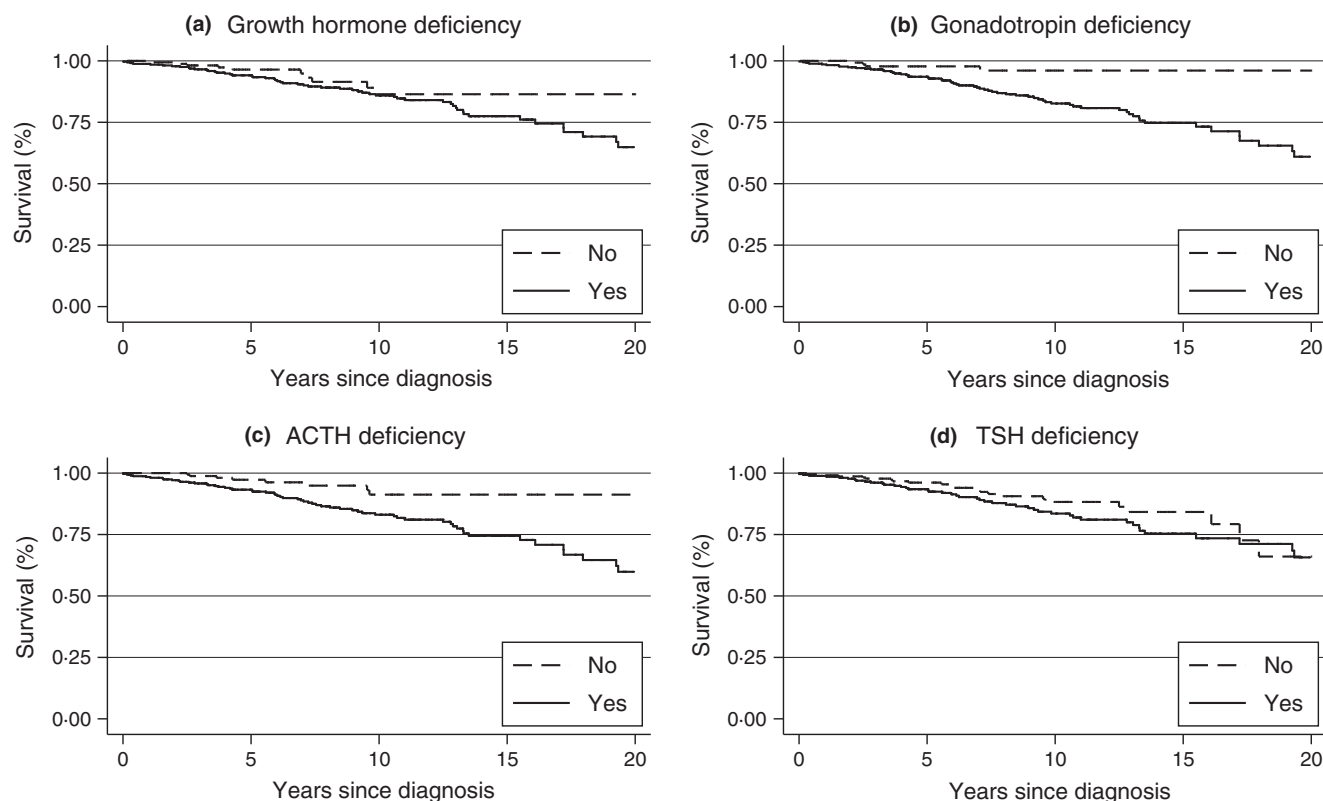 (a) Growth hormone deficiency
Survival (%)
1·00
0·75
0·50
0·25
0·00
No
Yes
0 5 10 15 20
Years since diagnosis
(b) Gonadotropin deficiency
Survival (%)
1·00
0·75
0·50
0·25
0·00
No
Yes
0 5 10 15 20
Years since diagnosis
(c) ACTH deficiency
Survival (%)
1·00
0·75
0·50
0·25
0·00
No
Yes
0 5 10 15 20
Years since diagnosis
(d) TSH deficiency
Survival (%)
1·00
0·75
0·50
0·25
0·00
No
Yes
0 5 10 15 20
Years since diagnosis